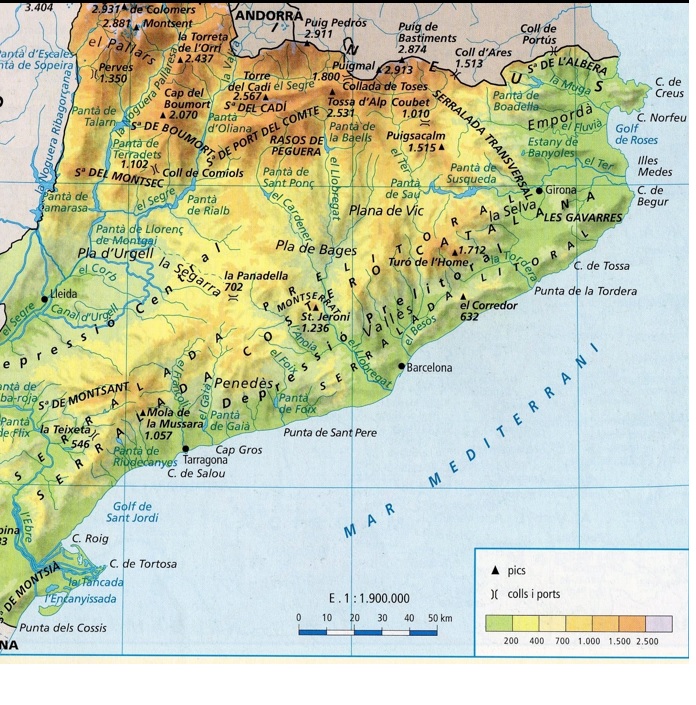 3.404
2.931 de Colomers
2.881 Montsent
ANDORRA
Puig Pedrós
2.911
Puig de
Bastiments
2.874
Coll de
Portús
Coll d'Ares
1.513
el Pallars
la Torreta
de l'Orri
2.437
Perves
1.350
la Noguera Pallaresa
la Noguera Ribagorçana
Puigmal
2.913
1.800
Collada de Toses
Sª DE L'ALBERA
la Muga
C. de
Creus
Torre
del Cadí
2.567
el Segre
Sª DEL CADÍ
Cap del
Boumort
2.070
Tossa d'Alp
2.531
Coubet
1.010
SERRALADA TRANSVERSAL
Pantà de
Boadella
Empordà
C. Norfeu
Golf
de Roses
Pantà de
Talarn
Sª DE BOUMORT
Pantà
d'Oliana
Sª DE PORT DEL COMTE
RASOS DE
PEGUERA
Pantà de
la Baells
Puigsacalm
1.515
el Fluvià
Estany de
Banyoles
el Ter
Illes
Medes
Pantà de
Terradets
1.102
Coll de Comiols
Sª DEL MONTSEC
Pantà de
Sant Ponç
el Llobregat
el Ter
Pantà de
Sau
Pantà de
Susqueda
Girona
C. de
Begur
el Segre
Pantà de
Rialb
el Cardener
Plana de Vic
la Selva
LES GAVARRES
Pantà de Llorenç
de Montgai
Pla d'Urgell
el Corb
la Segarra
Pla de Bages
1.712
Turó de l'Home
la Tordera
C. de Tossa
Lleida
Canal d'Urgell
la Panadella
702
MONTSERRAT
St. Jeroni
1.236
Vallès
el Corredor
632
Punta de la Tordera
el Segre
Depressió Central
SERRALADA PRELITORAL CATALANA
SERRALADA COSTERO CATALANA
Depressió Prelitoral
SERRALADA LITORAL
l'Anoia
el Foix
el Llobregat
el Besòs
Barcelona
Sª DE MONTSANT
el Francolí
el Gaià
Penedès
Pantà
de Foix
Mola de
la Mussara
1.057
Pantà
de Gaià
la Teixeta
546
Pantà de
Riudecanyes
Punta de Sant Pere
Cap Gros
Tarragona
C. de Salou
MAR MEDITERRANI
Golf de
Sant Jordi
l'Ebre
C. Roig
C. de Tortosa
la Tancada
l'Encanyissada
Sª DE MONTSIÀ
Punta dels Cossis
E. 1 : 1.900.000
0 10 20 30 40 50 km
pics
colls i ports
200 400 700 1.000 1.500 2.500